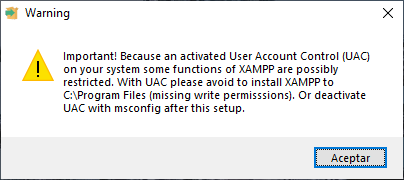 Warning
Important! Because an activated User Account Control (UAC)
on your system some functions of XAMPP are possibly
restricted. With UAC please avoid to install XAMPP to
C:\Program Files (missing write permisssions). Or deactivate
UAC with msconfig after this setup.
Aceptar